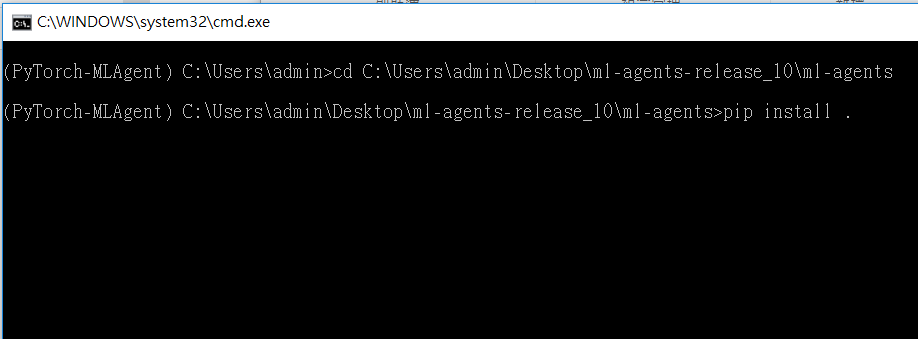 C:\WINDOWS\system32\cmd.exe
(PyTorch-MLAgent) C:\Users\admin>cd C:\Users\admin\Desktop\ml-agents-release_10\ml-agents
(PyTorch-MLAgent) C:\Users\admin\Desktop\ml-agents-release_10\ml-agents>pip install .